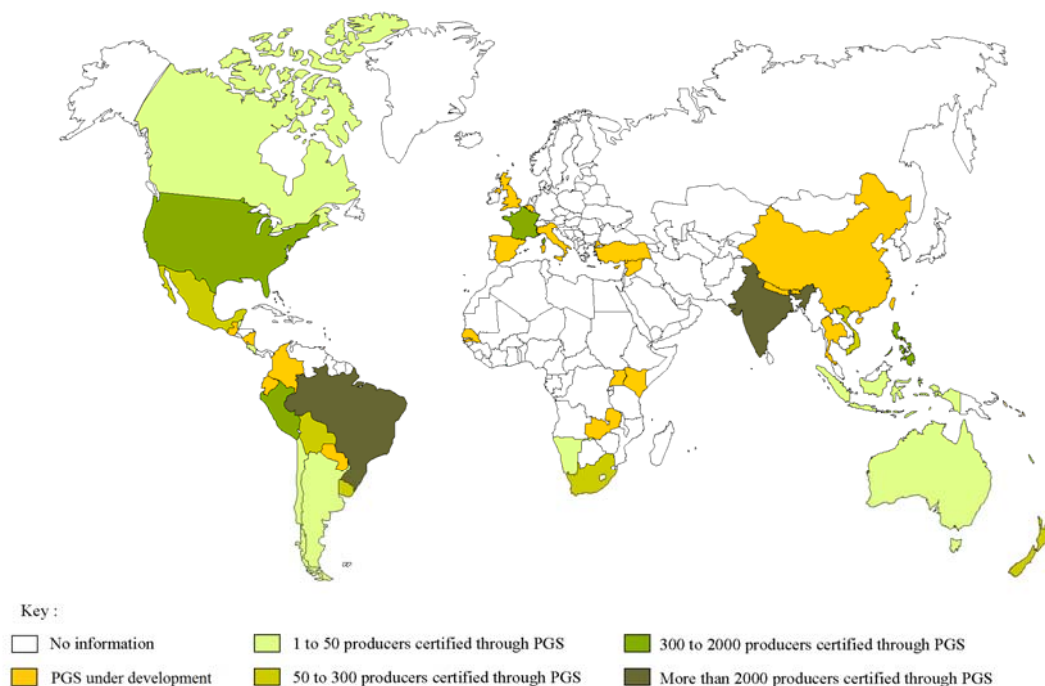 Key :
No information
1 to 50 producers certified through PGS
300 to 2000 producers certified through PGS
PGS under development
50 to 300 producers certified through PGS
More than 2000 producers certified through PGS